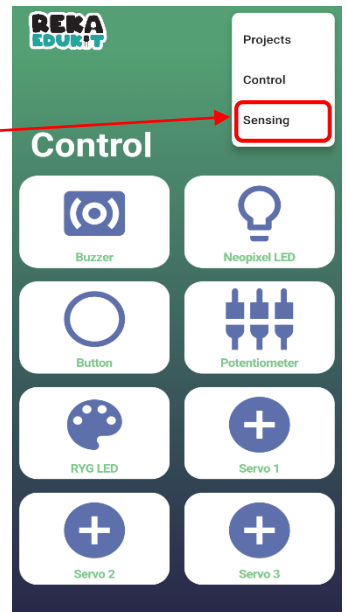 REKA
EDUKIT
Projects
Control
Sensing
Control
Buzzer
Neopixel LED
Button
Potentiometer
RYG LED
Servo 1
Servo 2
Servo 3